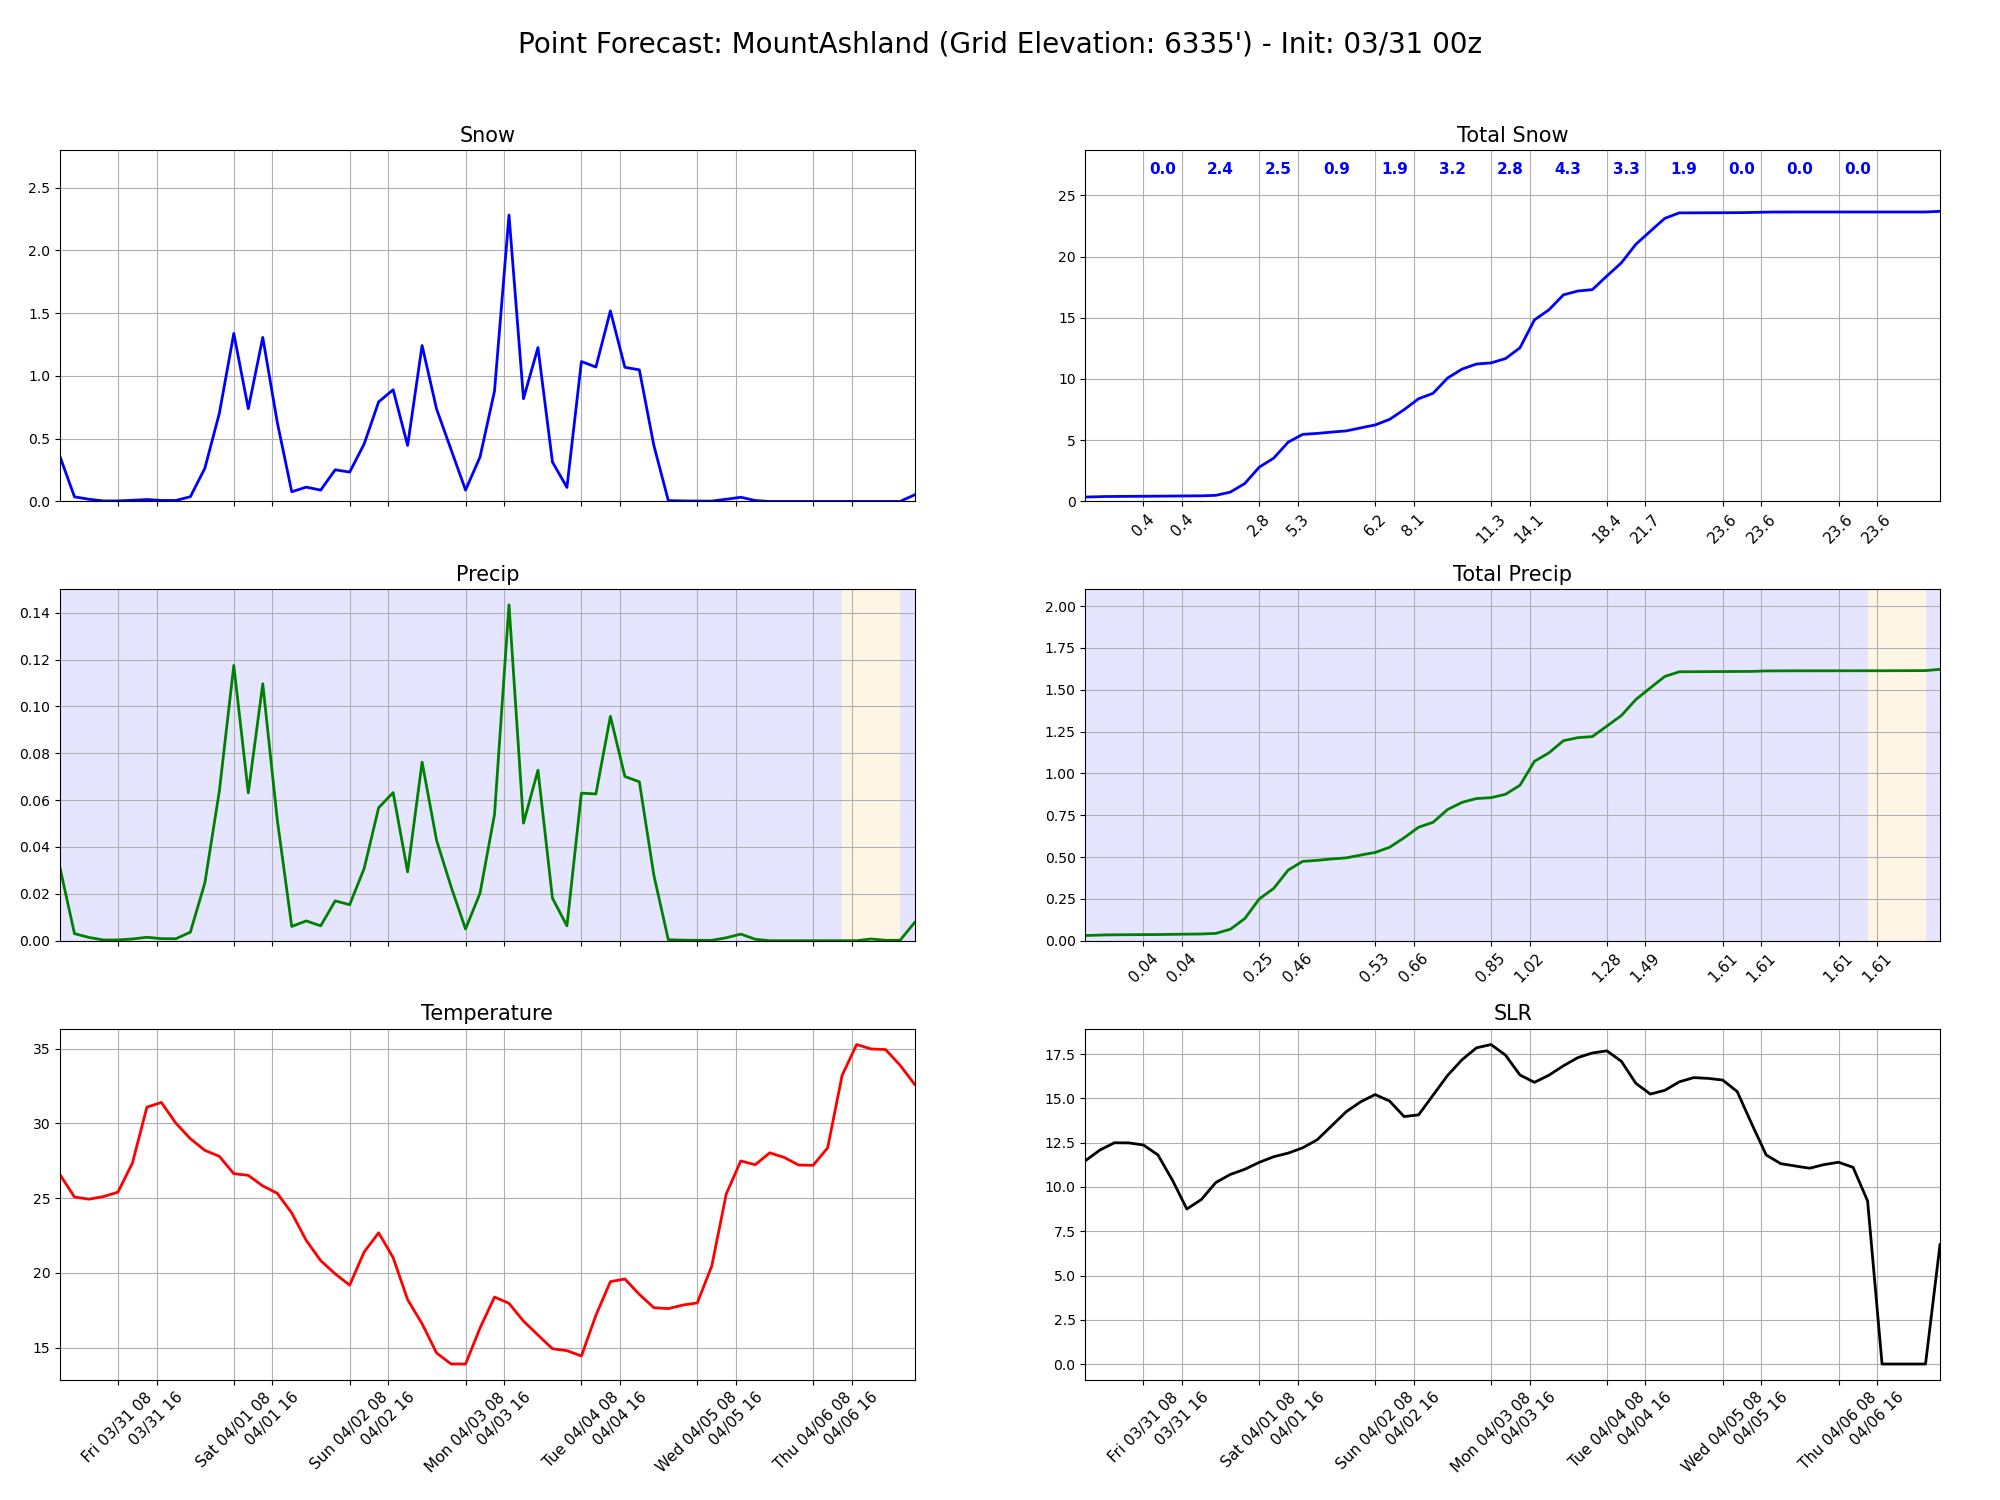 Point Forecast: MountAshland (Grid Elevation: 6335') - Init: 03/31 00z
Snow
2.5
2.0
1.5
1.0
0.5
0.0
Total Snow
0.0 2.4 2.5 0.9 1.9 3.2 2.8 4.3 3.3 1.9 0.0 0.0 0.0
25
20
15
10
5
0
0.4 0.4 2.8 5.3 6.2 8.1 11.3 14.1 18.4 21.7 23.6 23.6 23.6 23.6
Precip
0.14
0.12
0.10
0.08
0.06
0.04
0.02
0.00
Total Precip
2.00
1.75
1.50
1.25
1.00
0.75
0.50
0.25
0.00
0.04 0.04 0.25 0.46 0.53 0.66 0.85 1.02 1.28 1.49 1.61 1.61 1.61 1.61
Temperature
35
30
25
20
15
Fri 03/31 08
03/31 16
Sat 04/01 08
04/01 16
Sun 04/02 08
04/02 16
Mon 04/03 08
04/03 16
Tue 04/04 08
04/04 16
Wed 04/05 08
04/05 16
Thu 04/06 08
04/06 16
SLR
17.5
15.0
12.5
10.0
7.5
5.0
2.5
0.0
Fri 03/31 08
03/31 16
Sat 04/01 08
04/01 16
Sun 04/02 08
04/02 16
Mon 04/03 08
04/03 16
Tue 04/04 08
04/04 16
Wed 04/05 08
04/05 16
Thu 04/06 08
04/06 16